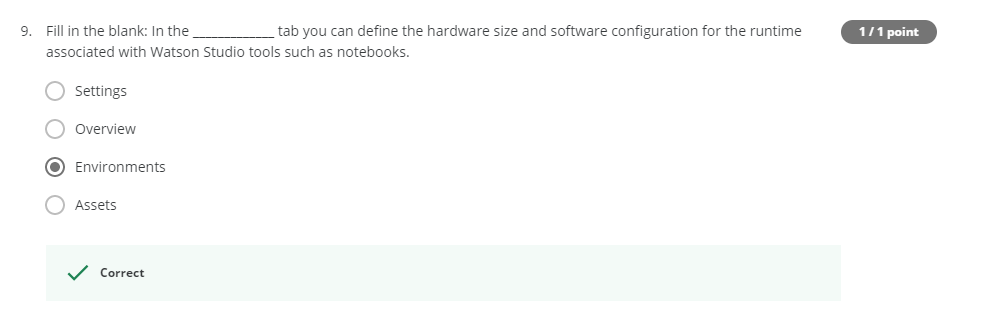 9. Fill in the blank: In the _____________ tab you can define the hardware size and software configuration for the runtime
1 / 1 point
associated with Watson Studio tools such as notebooks.
Settings
Overview
Environments
Assets
Correct